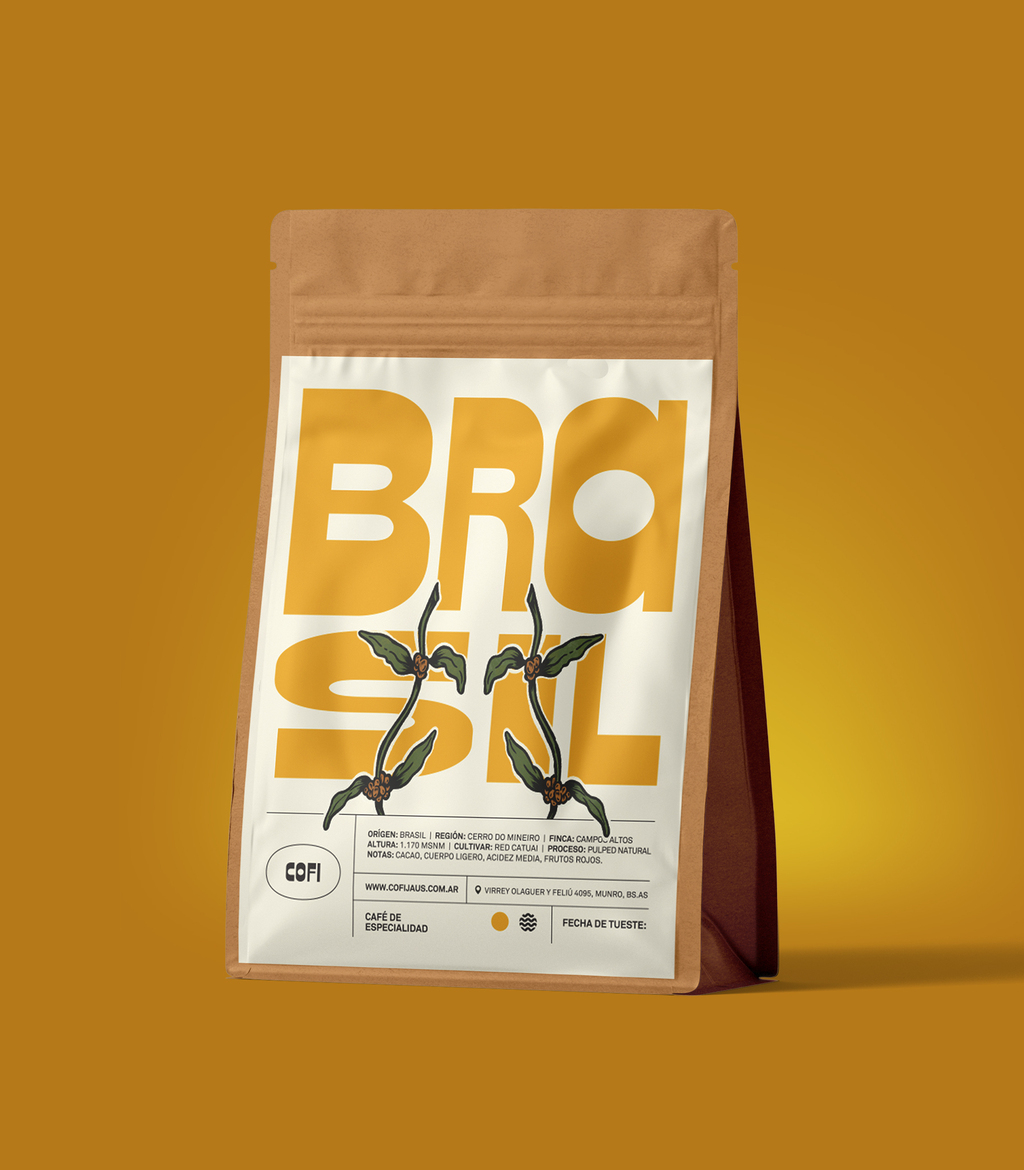 BRa
SIL
COFI
ORÍGEN: BRASIL | REGIÓN: CERRO DO MINEIRO | FINCA: CAMPOS ALTOS
ALTURA: 1.170 MSNM | CULTIVAR: RED CATUAI | PROCESO: PULPED NATURAL
NOTAS: CACAO, CUERPO LIGERO, ACIDEZ MEDIA, FRUTOS ROJOS.
WWW.COFIJAUS.COM.AR
VIRREY OLAGUER Y FELIÚ 4095, MUNRO, BS.AS
CAFÉ DE
ESPECIALIDAD
FECHA DE TUESTE: